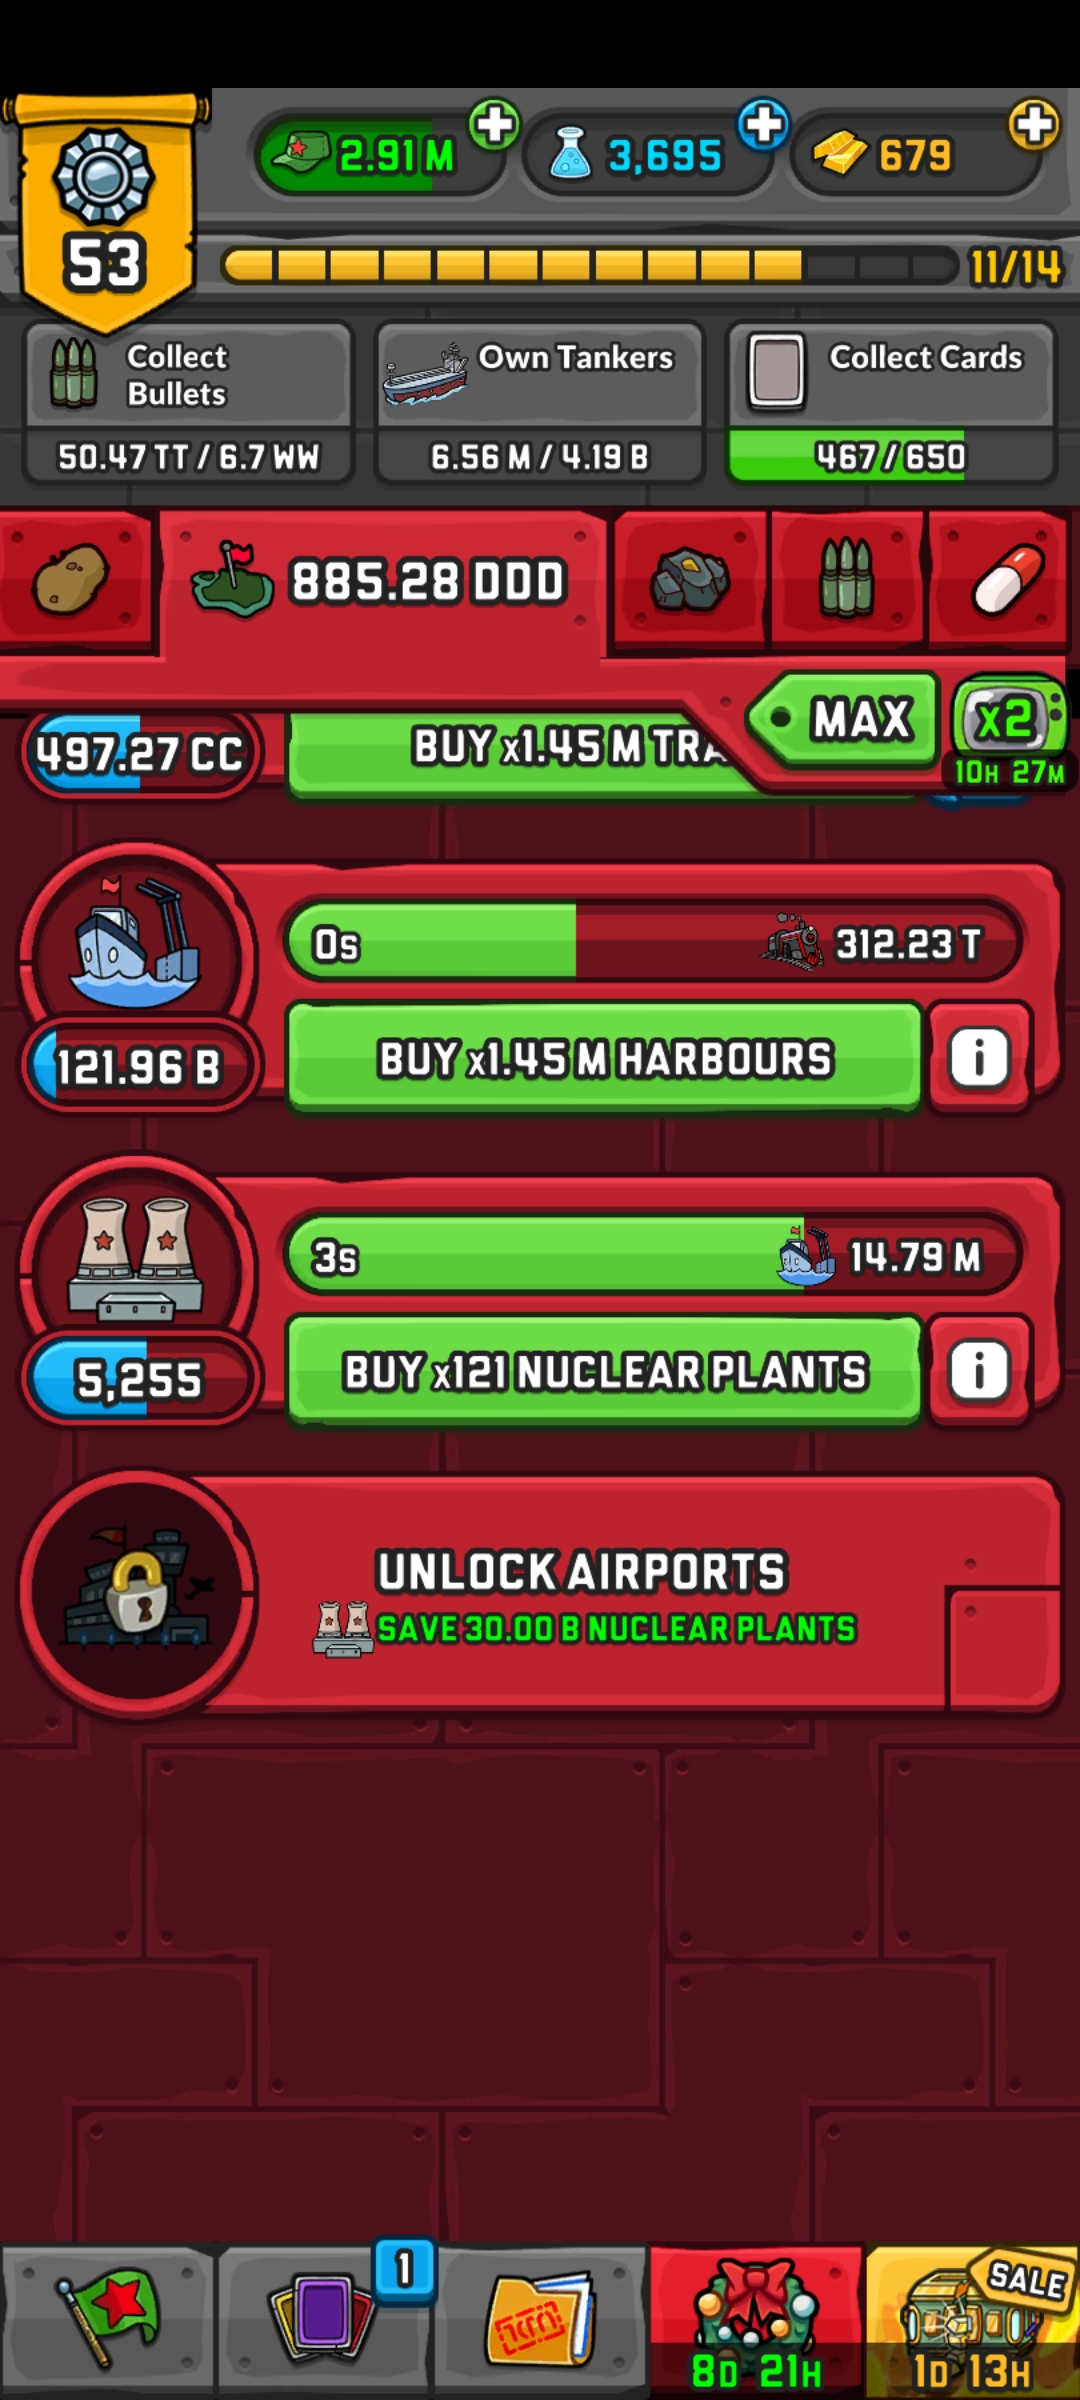 2.91 M
3,695
679
53
11/14
Collect
Bullets
50.47 TT / 6.7 WW
Own Tankers
6.56 M / 4.19 B
Collect Cards
467/650
885.28 DDD
MAX
x2
10H 27M
497.27 CC
BUY x1.45 M TRA
0s
312.23 T
121.96 B
BUY x1.45 M HARBOURS
i
3s
14.79 M
5,255
BUY x121 NUCLEAR PLANTS
i
UNLOCK AIRPORTS
SAVE 30.00 B NUCLEAR PLANTS
1
SALE
8D 21H
1D 13H